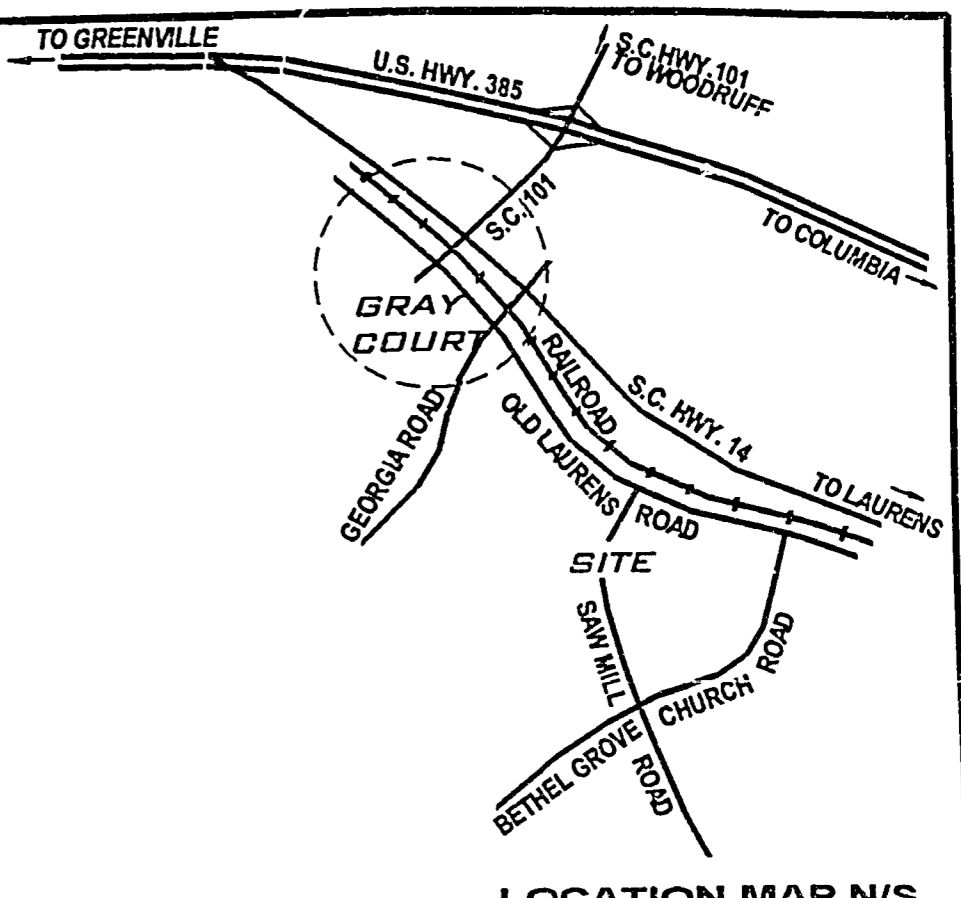 TO GREENVILLE
U.S. HWY. 385
S.C. HWY. 101
TO WOODRUFF
S.C. 101
TO COLUMBIA
GRAY
COURT
RAILROAD
S.C. HWY. 14
GEORGIA ROAD
OLD LAURENS ROAD
TO LAURENS
SITE
SAW MILL ROAD
BETHEL GROVE CHURCH ROAD
LOCATION MAP N/S